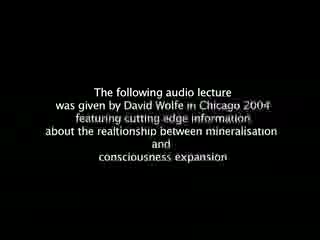 The following audio lecture
was given by David Wolfe in Chicago 2004
featuring cutting edge information
about the realtionship between mineralisation
and
consciousness expansion